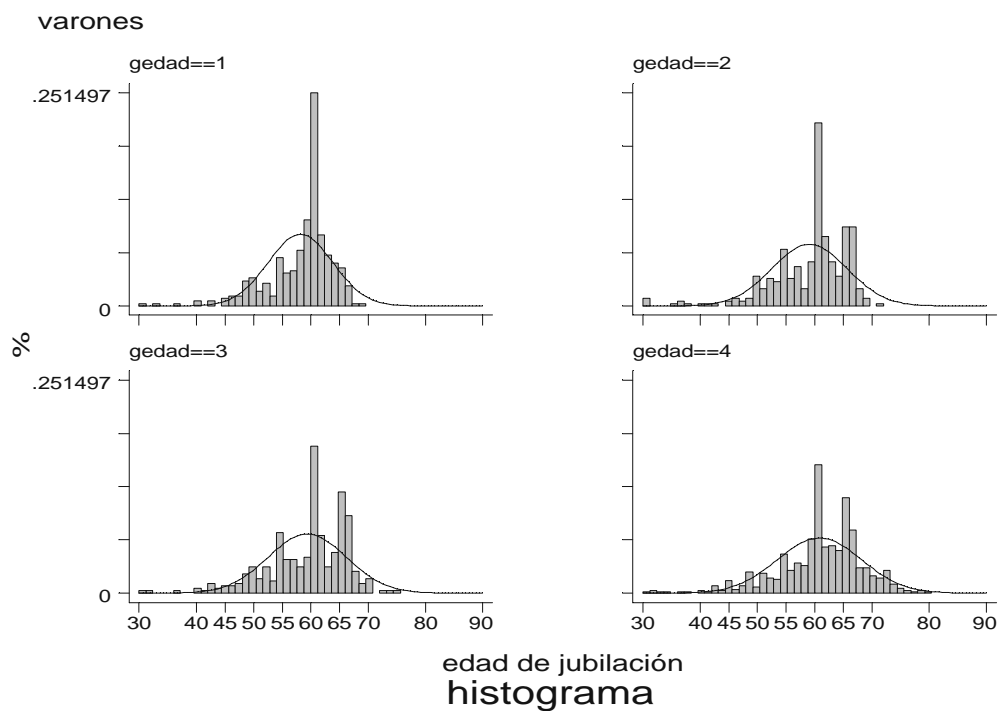 varones
gedad==1
gedad==2
.251497
0
%
gedad==3
gedad==4
.251497
0
30 40 45 50 55 60 65 70 80 90
30 40 45 50 55 60 65 70 80 90
edad de jubilación
histograma